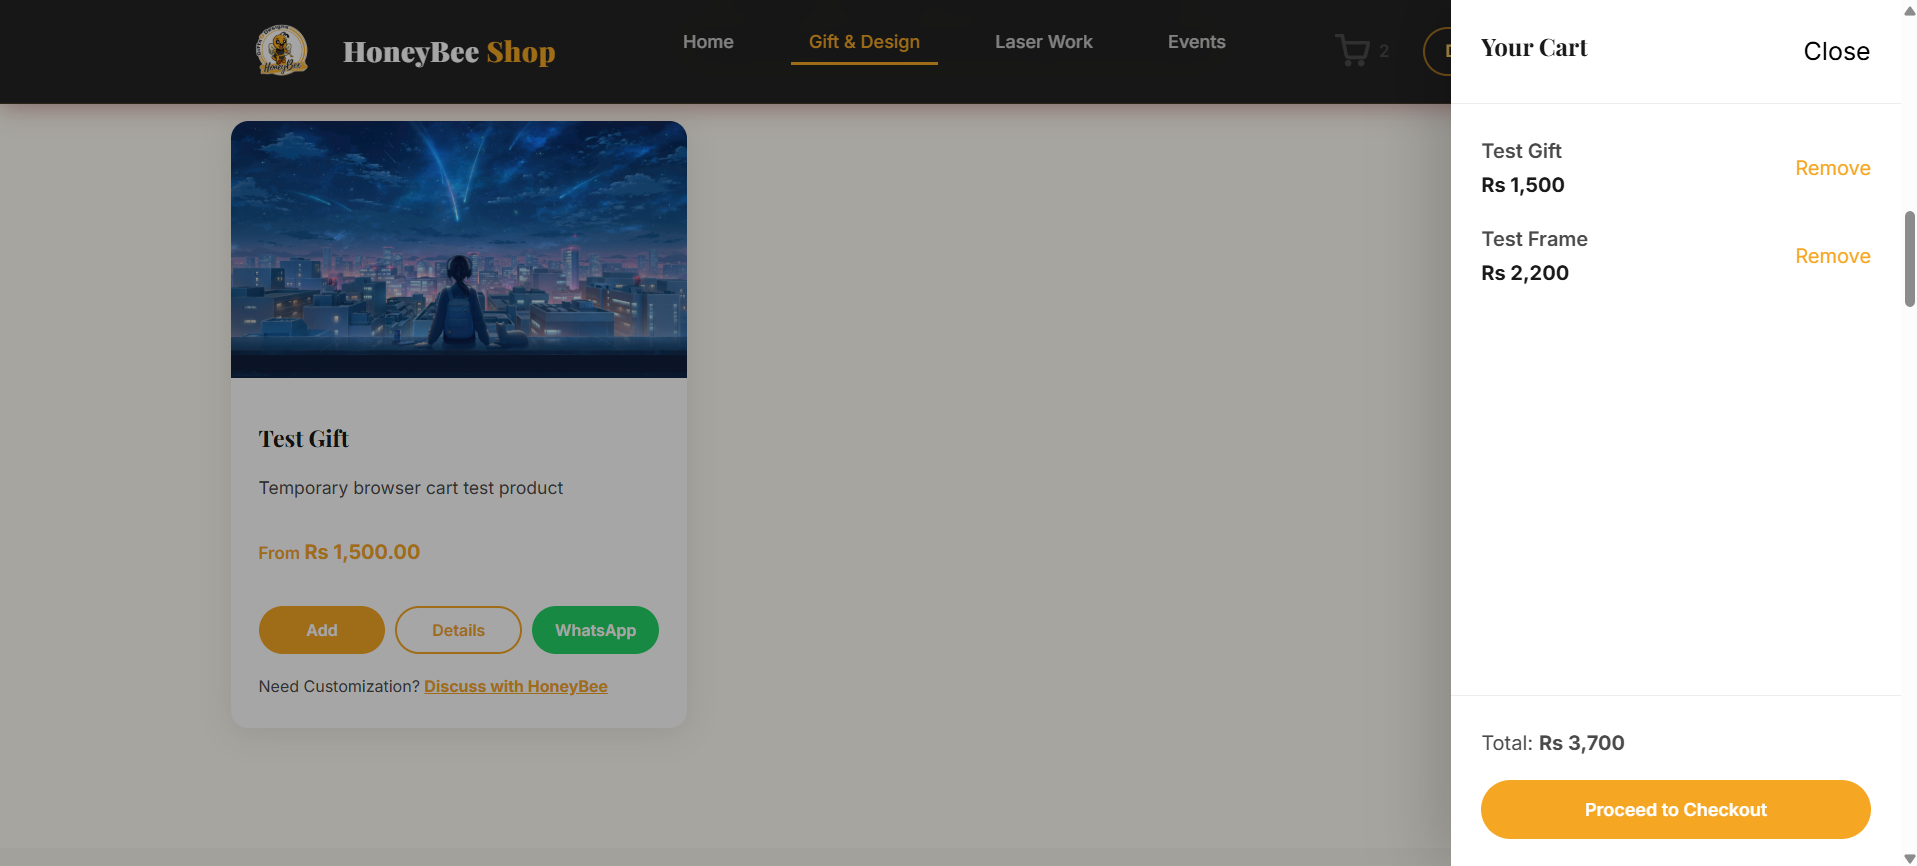 HoneyBee Shop
Home
Gift & Design
Laser Work
Events
2
Your Cart
Close
Test Gift
Rs 1,500
Remove
Test Frame
Rs 2,200
Remove
Test Gift
Temporary browser cart test product
From Rs 1,500.00
Add
Details
WhatsApp
Need Customization? Discuss with HoneyBee
Total: Rs 3,700
Proceed to Checkout